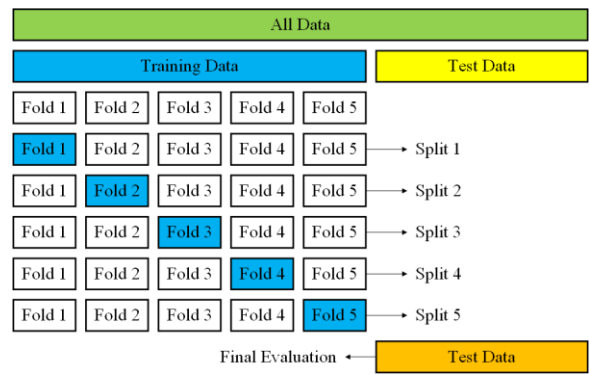 All Data
Training Data Test Data
Fold 1 Fold 2 Fold 3 Fold 4 Fold 5
Fold 1 Fold 2 Fold 3 Fold 4 Fold 5 Split 1
Fold 1 Fold 2 Fold 3 Fold 4 Fold 5 Split 2
Fold 1 Fold 2 Fold 3 Fold 4 Fold 5 Split 3
Fold 1 Fold 2 Fold 3 Fold 4 Fold 5 Split 4
Fold 1 Fold 2 Fold 3 Fold 4 Fold 5 Split 5
Final Evaluation Test Data